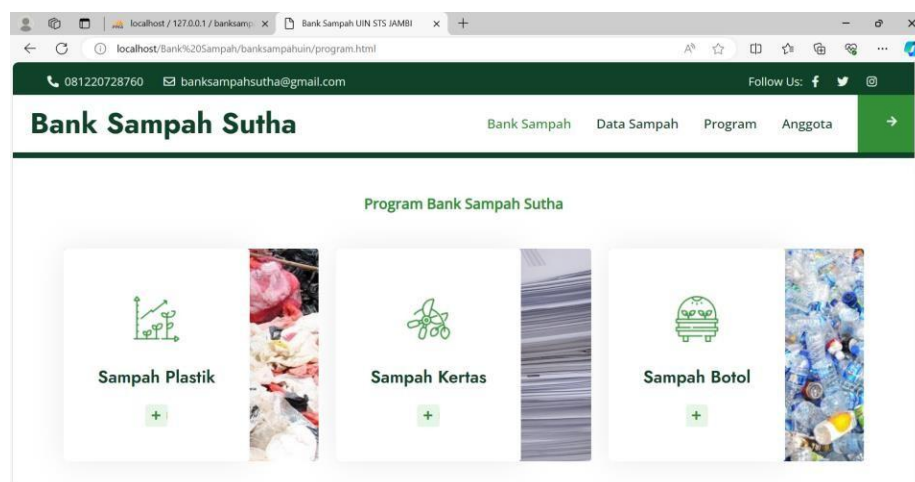 localhost / 127.0.0.1 / banksamp
Bank Sampah UIN STS JAMBI
localhost/Bank%20Sampah/banksampahuin/program.html
081220728760 banksampahsutha@gmail.com Follow Us:
Bank Sampah Sutha
Bank Sampah Data Sampah Program Anggota
Program Bank Sampah Sutha
Sampah Plastik
+
Sampah Kertas
+
Sampah Botol
+